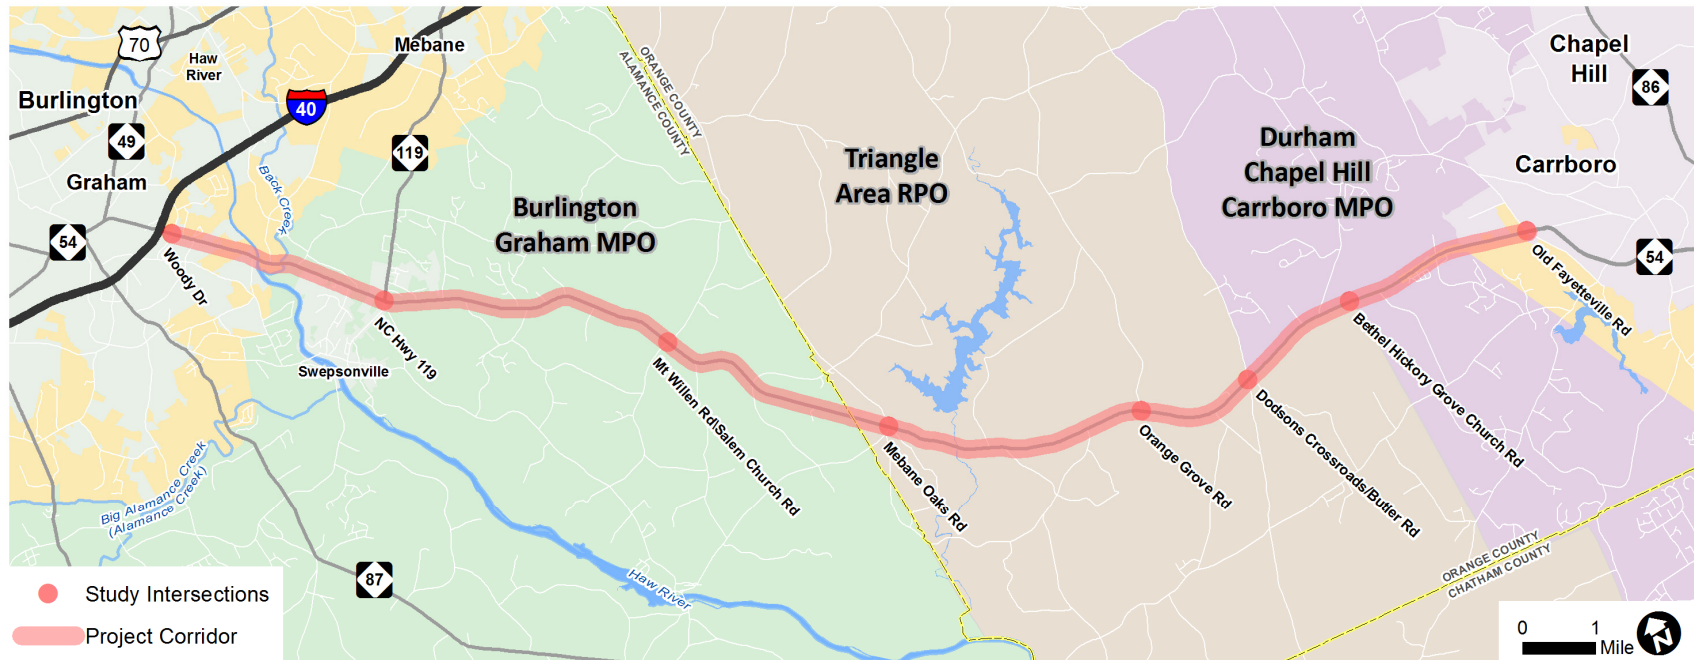 70
Haw
River
Mebane
Burlington
40
49
119
Graham
54
Back Creek
Woody Dr
NC Hwy 119
Swepsonville
Burlington
Graham MPO
ORANGE COUNTY
ALAMANCE COUNTY
Triangle
Area RPO
Durham
Chapel Hill
Carrboro MPO
Chapel
Hill
86
Carrboro
54
Old Fayetteville Rd
Bethel Hickory Grove Church Rd
Dodsons Crossroads/Butler Rd
Orange Grove Rd
Mebane Oaks Rd
Mt Willen Rd\Salem Church Rd
Big Alamance Creek
(Alamance Creek)
87
Haw River
ORANGE COUNTY
CHATHAM COUNTY
Study Intersections
Project Corridor
0 1
Mile
N